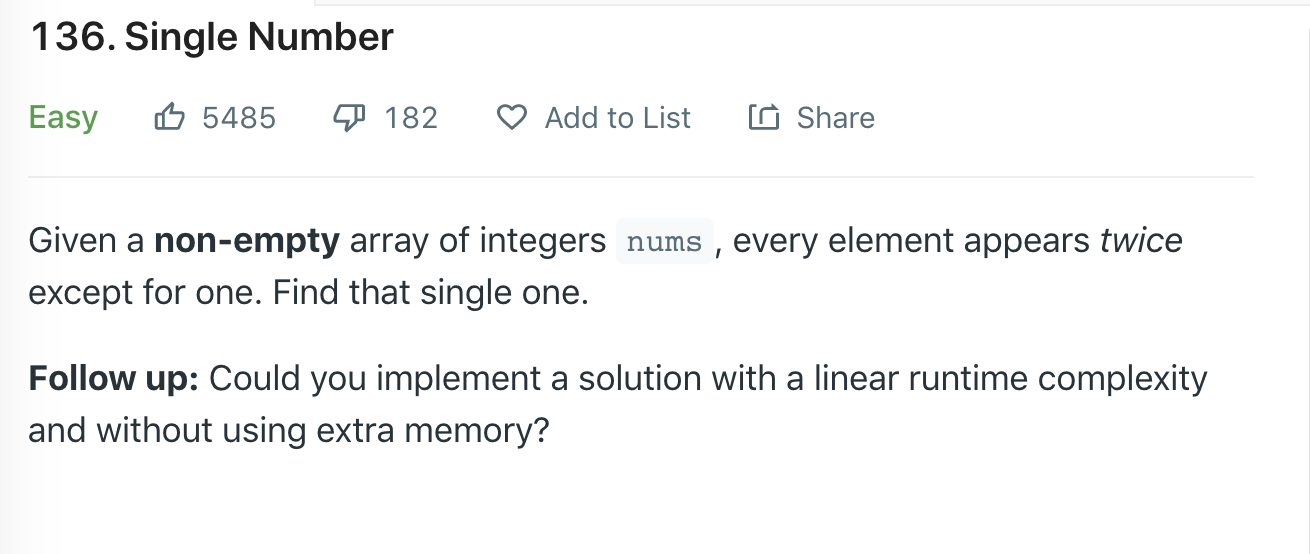 136. Single Number
Easy 5485 182 Add to List Share
Given a non-empty array of integers nums , every element appears twice
except for one. Find that single one.
Follow up: Could you implement a solution with a linear runtime complexity
and without using extra memory?